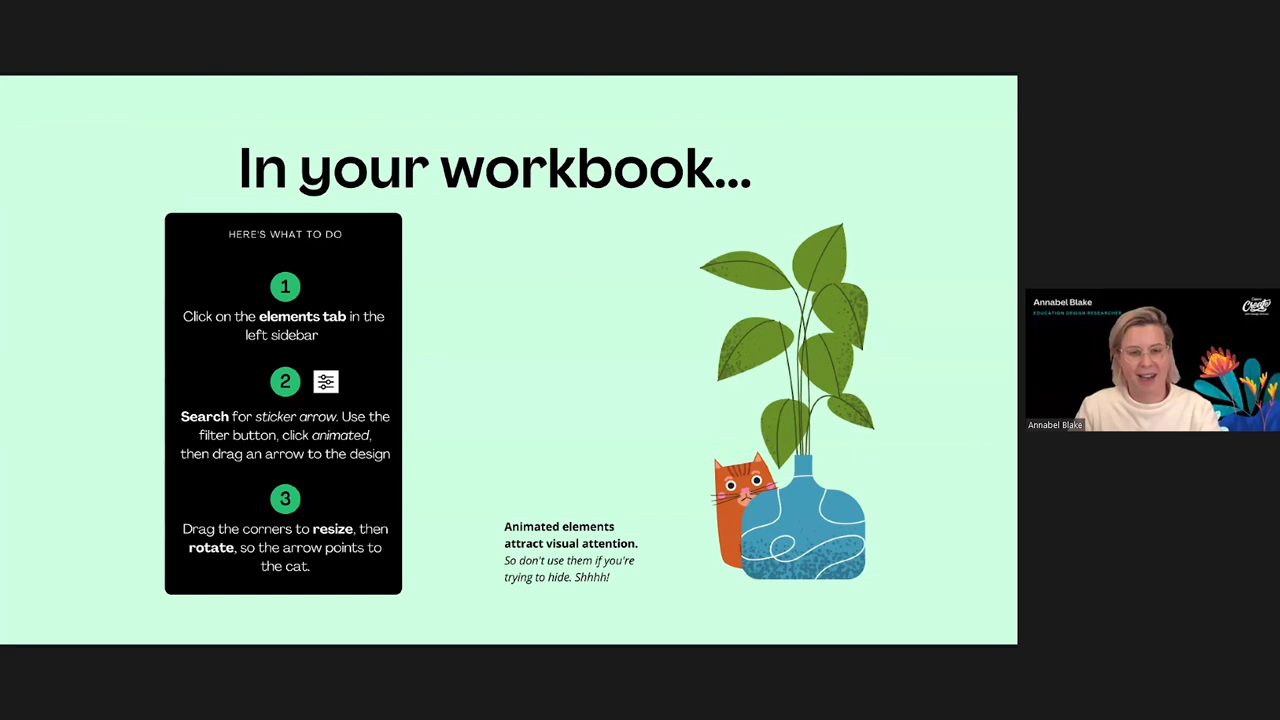 In your workbook...
HERE'S WHAT TO DO
1
Click on the elements tab in the
left sidebar
2
Search for sticker arrow. Use the
filter button, click animated,
then drag an arrow to the design
3
Drag the corners to resize, then
rotate, so the arrow points to
the cat.
Animated elements
attract visual attention.
So don't use them if you're
trying to hide. Shhhh!
Annabel Blake
EDUCATION DESIGN RESEARCHER
Canva
Create
Annabel Blake